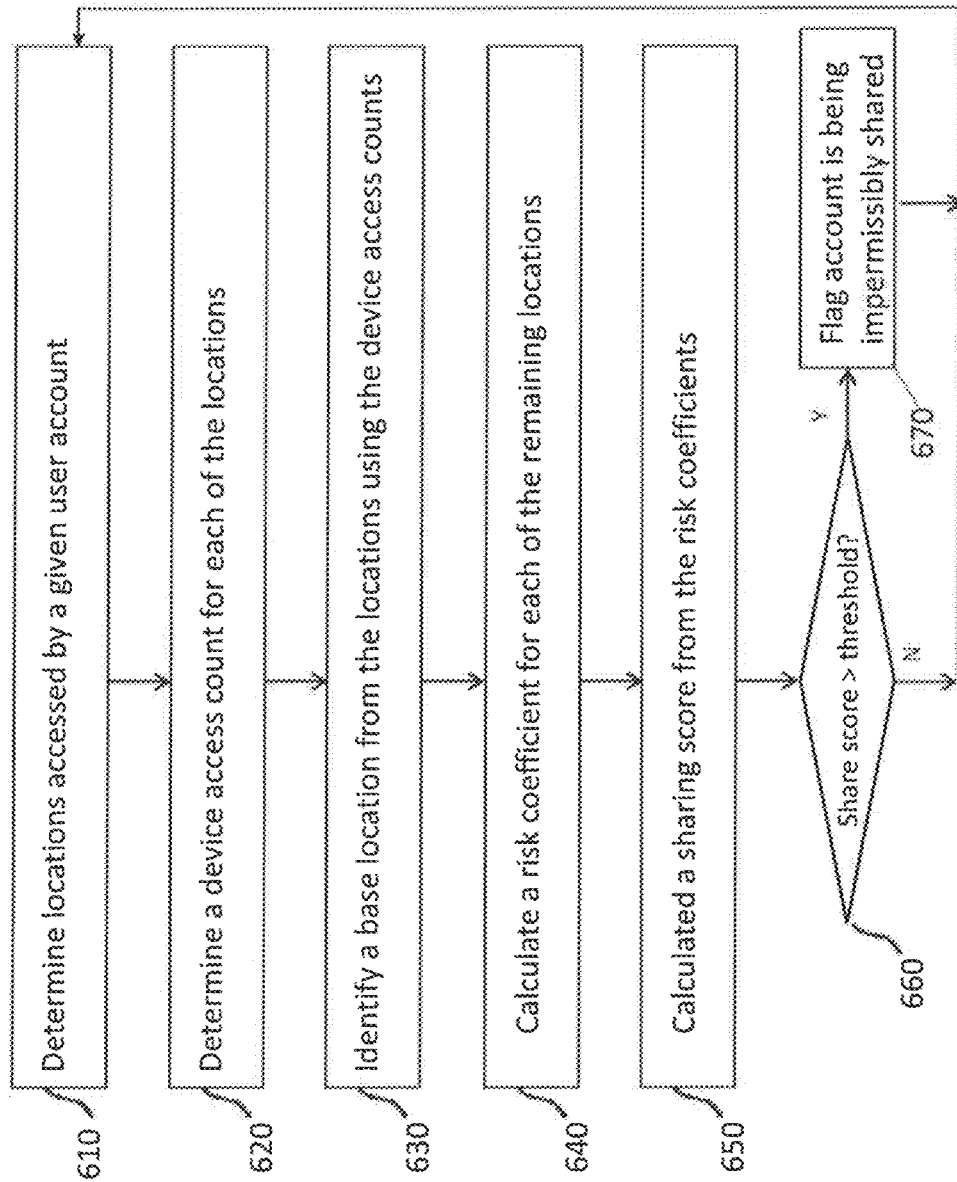 610
Determine locations accessed by a given user account
620
Determine a device access count for each of the locations
630
Identify a base location from the locations using the device access counts
640
Calculate a risk coefficient for each of the remaining locations
650
Calculated a sharing score from the risk coefficients
660
Share score > threshold?
Y
N
Flag account is being
impermissibly shared
670